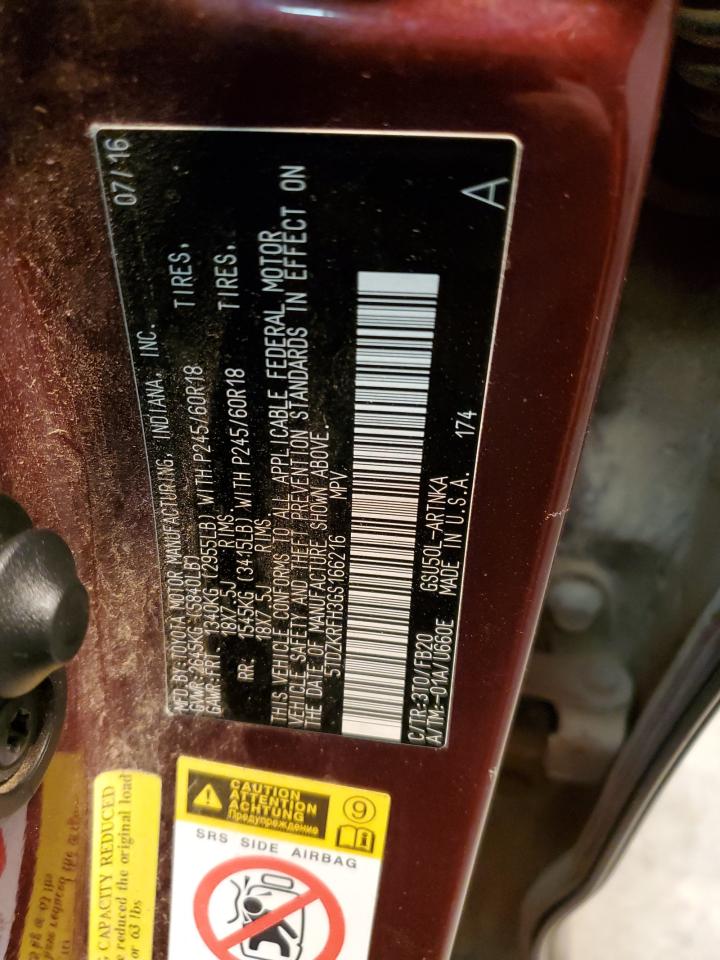 MFD. BY: TOYOTA MOTOR MANUFACTURING, INDIANA, INC. 07/16
GVWR: 2645KG (5840LB)
GAWR: FRT. 1340KG (2955LB) WITH P245/60R18 TIRES,
18X7.5J RIMS
RR. 1545KG (3415LB) WITH P245/60R18 TIRES,
18X7.5J RIMS
THIS VEHICLE CONFORMS TO ALL APPLICABLE FEDERAL MOTOR
VEHICLE SAFETY AND THEFT PREVENTION STANDARDS IN EFFECT ON
THE DATE OF MANUFACTURE SHOWN ABOVE.
5TDZKRFH3GS166216 MPV
C/TR: 3Q0/FB20 GSU50L-ARTNKA
A/TM: -01A/U660E MADE IN U.S.A. 174 A
CAUTION
ATTENTION
ACHTUNG
Предупреждение
9
SRS SIDE AIRBAG
CAPACITY REDUCED
reduced the original load
or 63 lbs